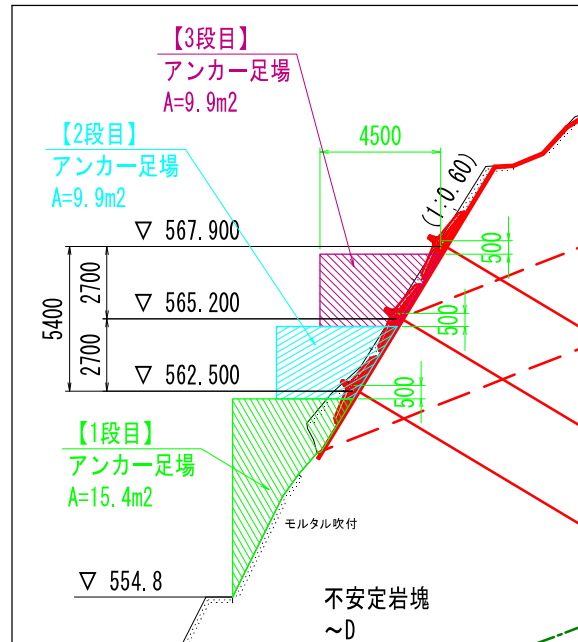 【3段目】
アンカー足場
A=9.9m2
【2段目】
アンカー足場
A=9.9m2
4500
(1:0.60)
▽ 567.900
500
2700
▽ 565.200
500
5400
2700
▽ 562.500
500
【1段目】
アンカー足場
A=15.4m2
モルタル吹付
▽ 554.8
不安定岩塊
～D